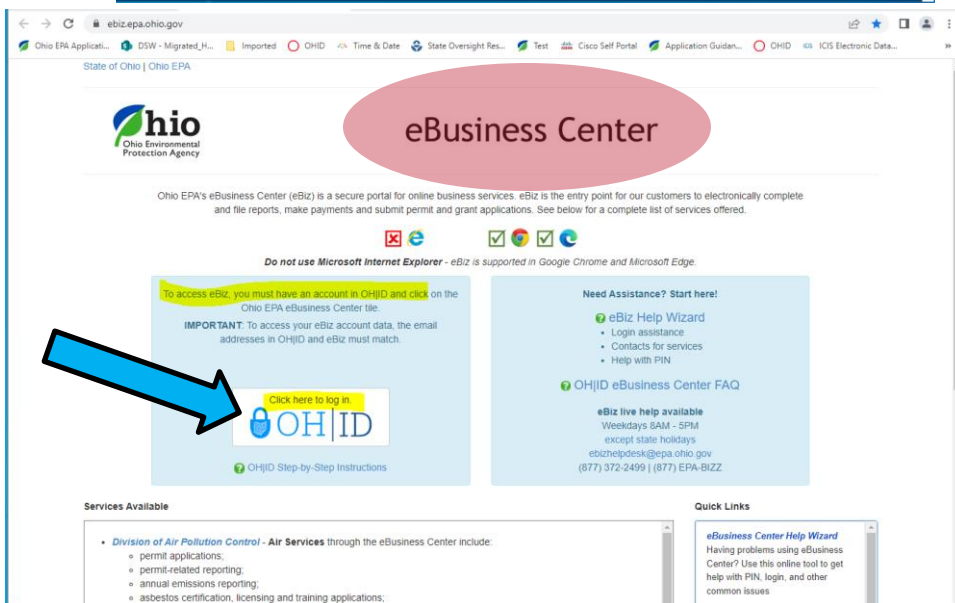 ebiz.epa.ohio.gov
Ohio EPA Applicati... DSW - Migrated_H... Imported OHID Time & Date State Oversight Res... Test Cisco Self Portal Application Guidan... OHID ICIS Electronic Data... »
State of Ohio | Ohio EPA
Ohio
Ohio Environmental
Protection Agency
eBusiness Center
Ohio EPA's eBusiness Center (eBiz) is a secure portal for online business services. eBiz is the entry point for our customers to electronically complete
and file reports, make payments and submit permit and grant applications. See below for a complete list of services offered.
Do not use Microsoft Internet Explorer - eBiz is supported in Google Chrome and Microsoft Edge.
To access eBiz, you must have an account in OH|ID and click on the
Ohio EPA eBusiness Center tile.
IMPORTANT: To access your eBiz account data, the email
addresses in OH|ID and eBiz must match.
Click here to log in.
OH|ID
OH|ID Step-by-Step Instructions
Need Assistance? Start here!
eBiz Help Wizard
• Login assistance
• Contacts for services
• Help with PIN
OH|ID eBusiness Center FAQ
eBiz live help available
Weekdays 8AM - 5PM
except state holidays
ebizhelpdesk@epa.ohio.gov
(877) 372-2499 | (877) EPA-BIZZ
Services Available
• Division of Air Pollution Control - Air Services through the eBusiness Center include:
◦ permit applications;
◦ permit-related reporting;
◦ annual emissions reporting;
◦ asbestos certification, licensing and training applications;
Quick Links
eBusiness Center Help Wizard
Having problems using eBusiness
Center? Use this online tool to get
help with PIN, login, and other
common issues